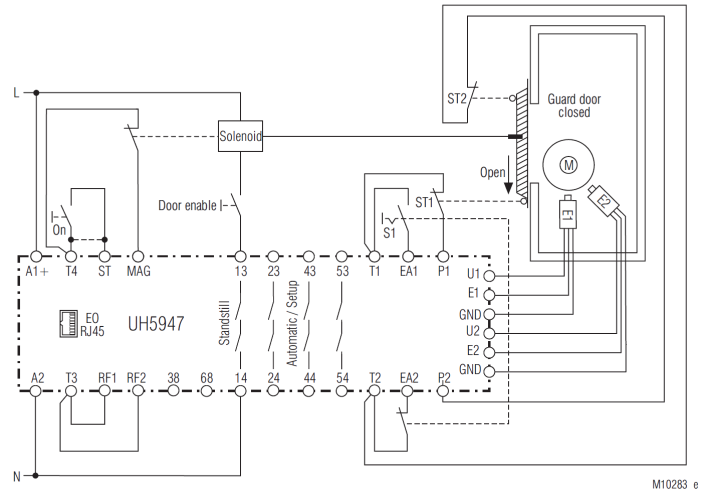 L
ST2
Guard door
closed
Solenoid
M
Open
Door enable
On
ST1
S1
E1
E2
A1+ T4 ST MAG 13 23 43 53 T1 EA1 P1
U1
E1
GND
U2
E2
GND
EO
RJ45
UH5947
Standstill
Automatic / Setup
A2 T3 RF1 RF2 38 68 14 24 44 54 T2 EA2 P2
N
M10283 e